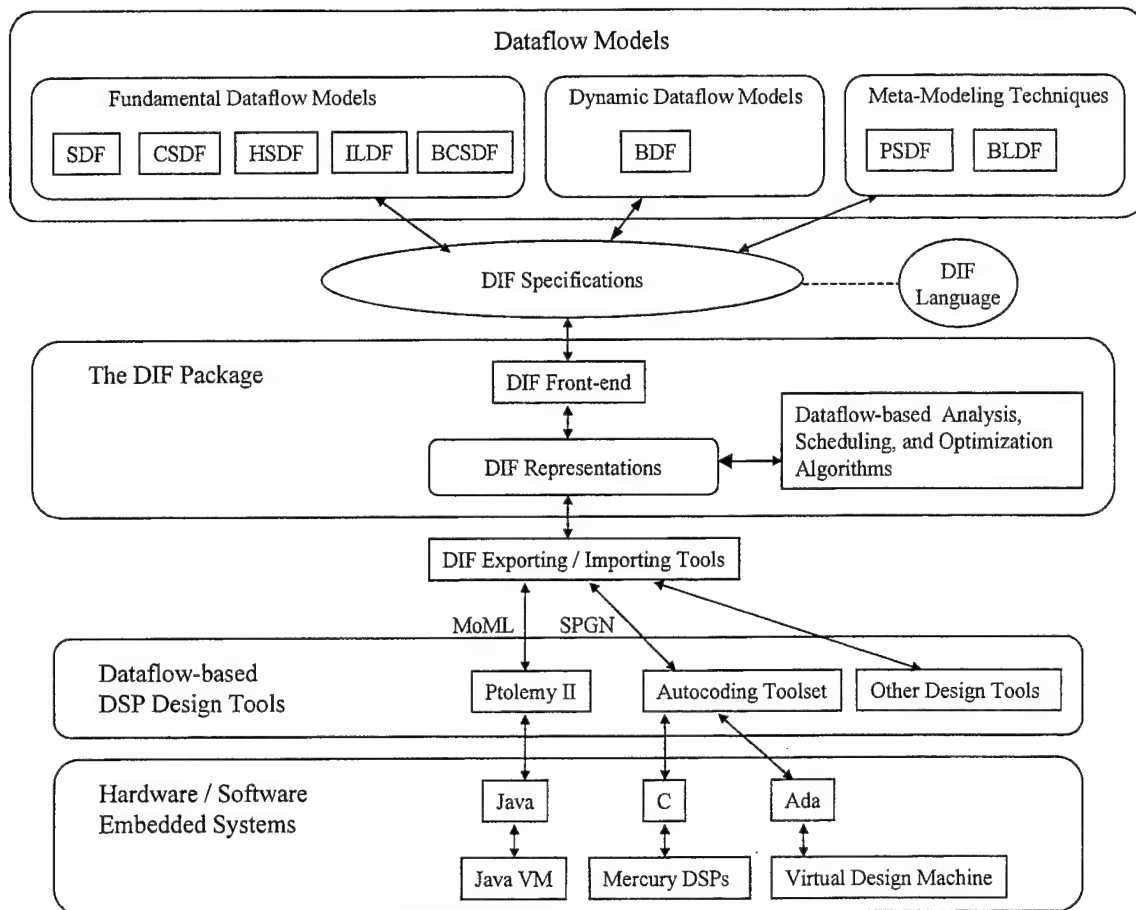 Dataflow Models
Fundamental Dataflow Models
SDF
CSDF
HSDF
ILDF
BCSDF
Dynamic Dataflow Models
BDF
Meta-Modeling Techniques
PSDF
BLDF
DIF Specifications
DIF
Language
The DIF Package
DIF Front-end
DIF Representations
Dataflow-based Analysis,
Scheduling, and Optimization
Algorithms
DIF Exporting / Importing Tools
MoML
SPGN
Dataflow-based
DSP Design Tools
Ptolemy II
Autocoding Toolset
Other Design Tools
Hardware / Software
Embedded Systems
Java
C
Ada
Java VM
Mercury DSPs
Virtual Design Machine